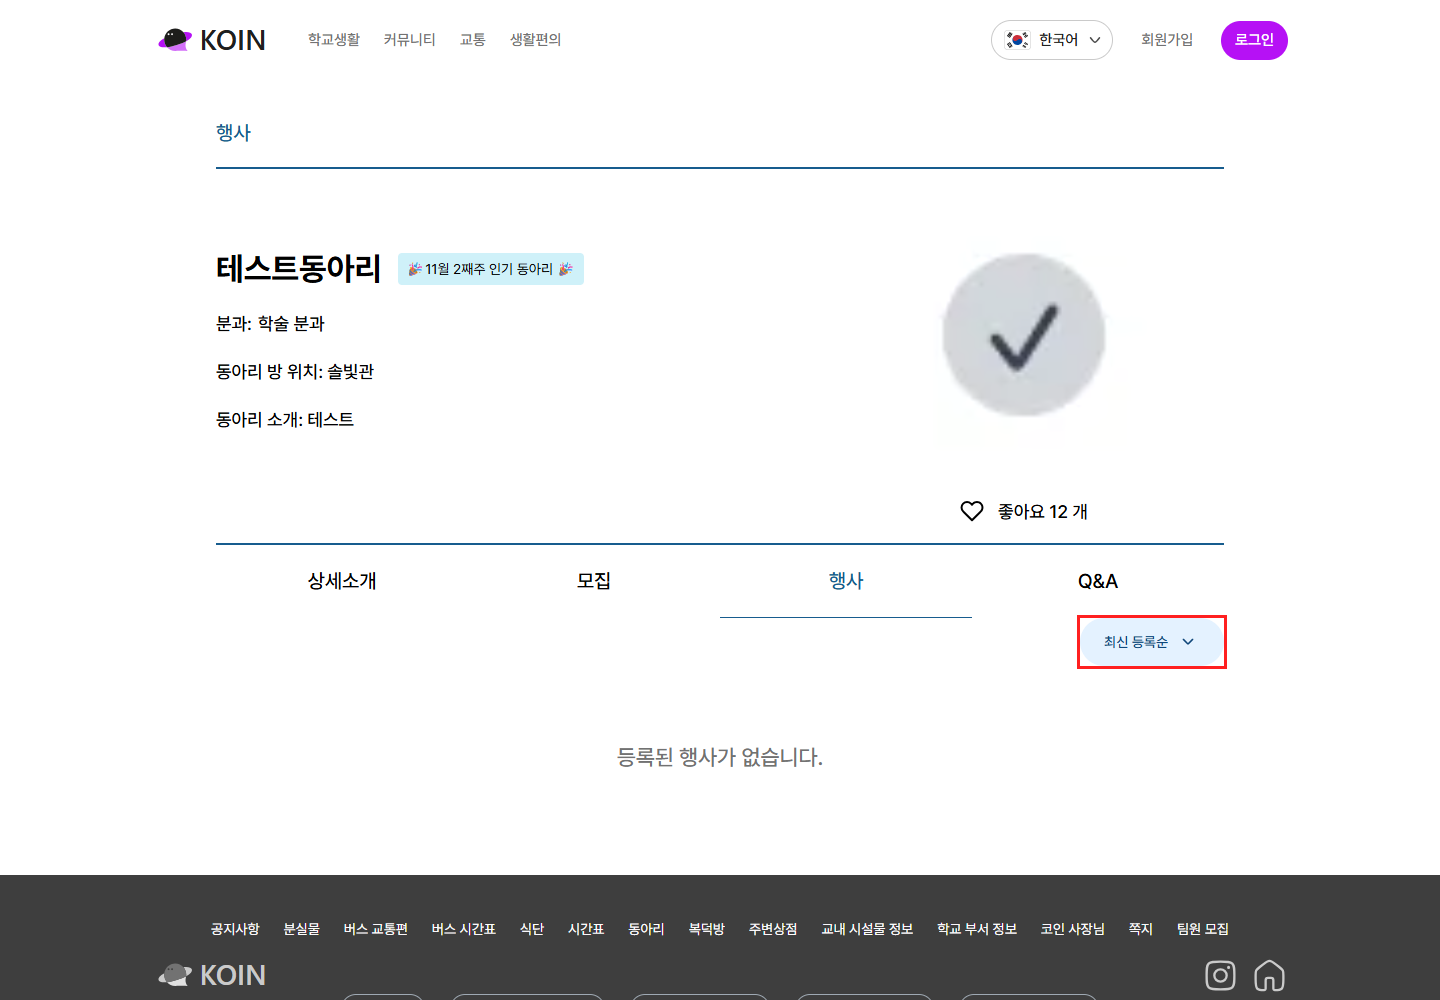 KOIN 학교생활 커뮤니티 교통 생활편의 한국어 회원가입 로그인
행사
테스트동아리 🎉 11월 2째주 인기 동아리 🎉
분과: 학술 분과
동아리 방 위치: 솔빛관
동아리 소개: 테스트
좋아요 12 개
상세소개 모집 행사 Q&A
최신 등록순
등록된 행사가 없습니다.
공지사항 분실물 버스 교통편 버스 시간표 식단 시간표 동아리 복덕방 주변상점 교내 시설물 정보 학교 부서 정보 코인 사장님 쪽지 팀원 모집
KOIN